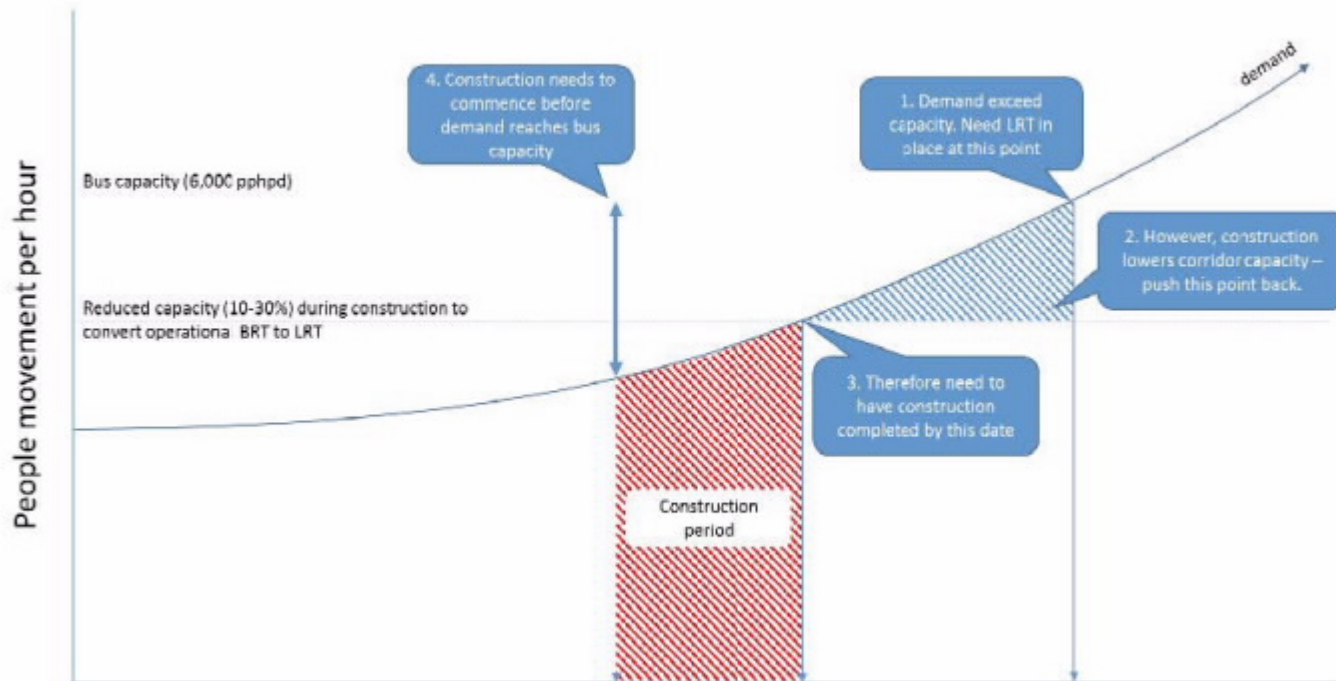 People movement per hour
4. Construction needs to
commence before
demand reaches bus
capacity
1. Demand exceed
capacity. Need LRT in
place at this point
demand
Bus capacity (6,000 pphpd)
2. However, construction
lowers corridor capacity –
push this point back.
Reduced capacity (10-30%) during construction to
convert operational BRT to LRT
3. Therefore need to
have construction
completed by this date
Construction
period